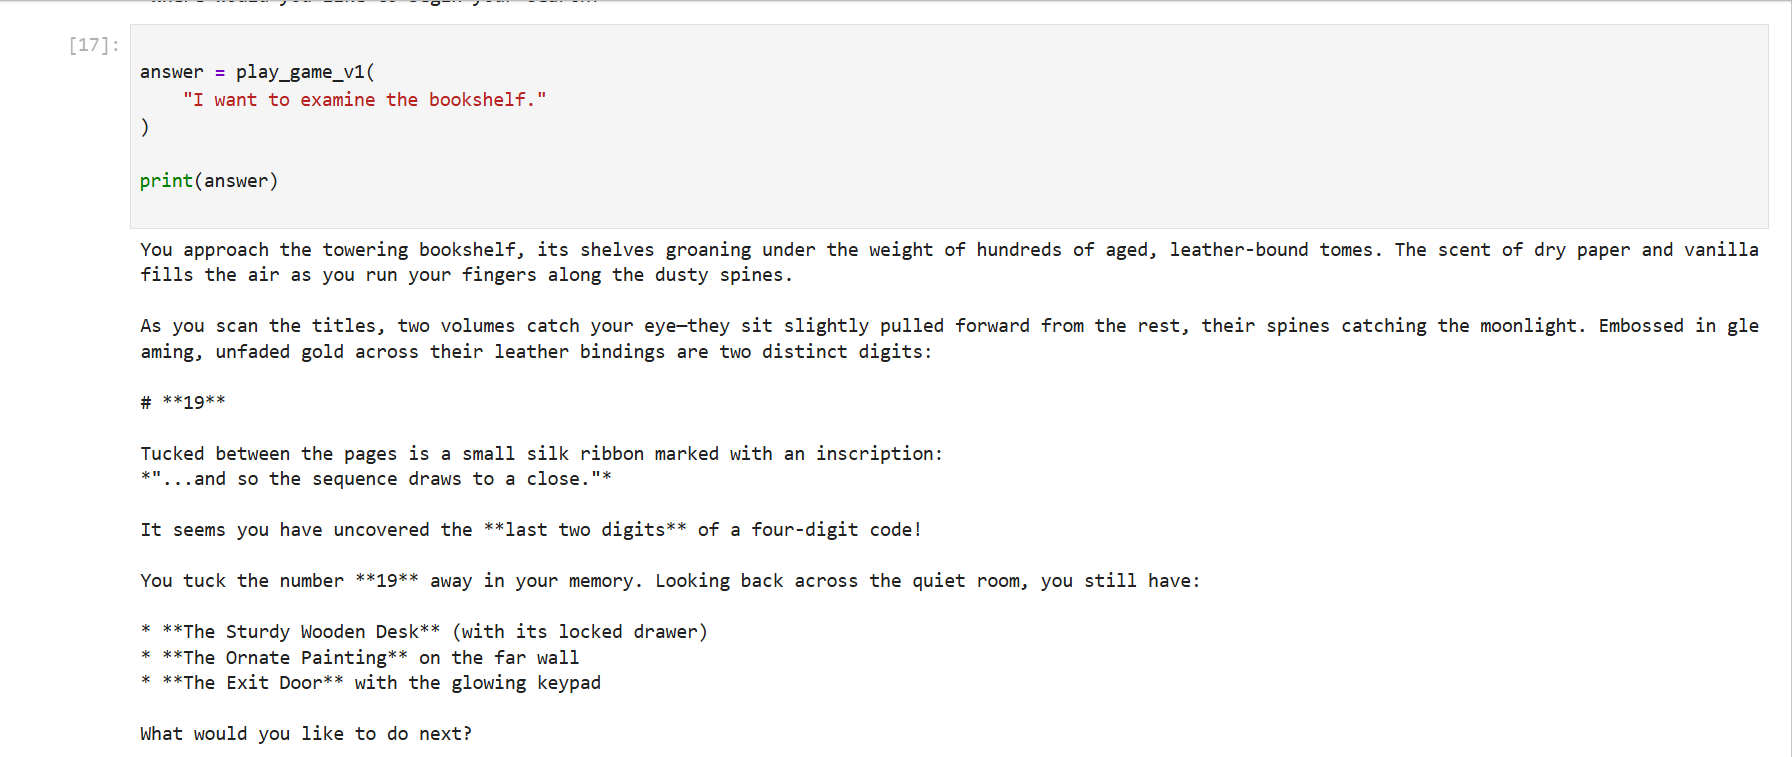 [17]:
answer = play_game_v1(
    "I want to examine the bookshelf."
)
print(answer)
You approach the towering bookshelf, its shelves groaning under the weight of hundreds of aged, leather-bound tomes. The scent of dry paper and vanilla
fills the air as you run your fingers along the dusty spines.
As you scan the titles, two volumes catch your eye—they sit slightly pulled forward from the rest, their spines catching the moonlight. Embossed in gle
aming, unfaded gold across their leather bindings are two distinct digits:
# **19**
Tucked between the pages is a small silk ribbon marked with an inscription:
*"...and so the sequence draws to a close."*
It seems you have uncovered the **last two digits** of a four-digit code!
You tuck the number **19** away in your memory. Looking back across the quiet room, you still have:
* **The Sturdy Wooden Desk** (with its locked drawer)
* **The Ornate Painting** on the far wall
* **The Exit Door** with the glowing keypad
What would you like to do next?